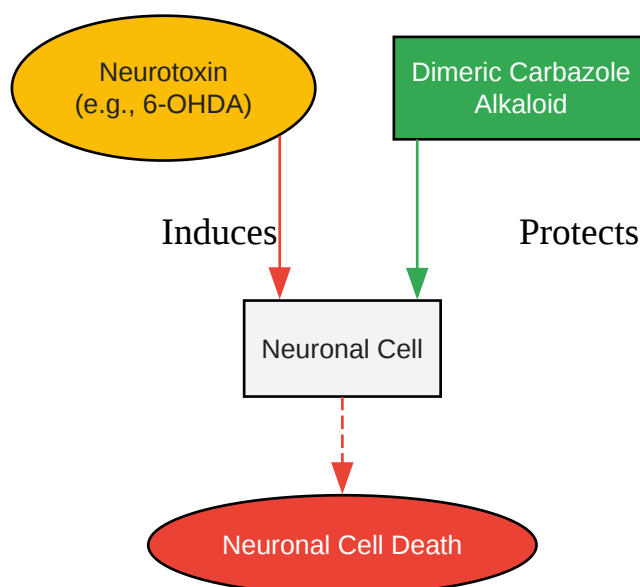 Neurotoxin
(e.g., 6-OHDA)
Dimeric Carbazole
Alkaloid
Induces
Protects
Neuronal Cell
Neuronal Cell Death